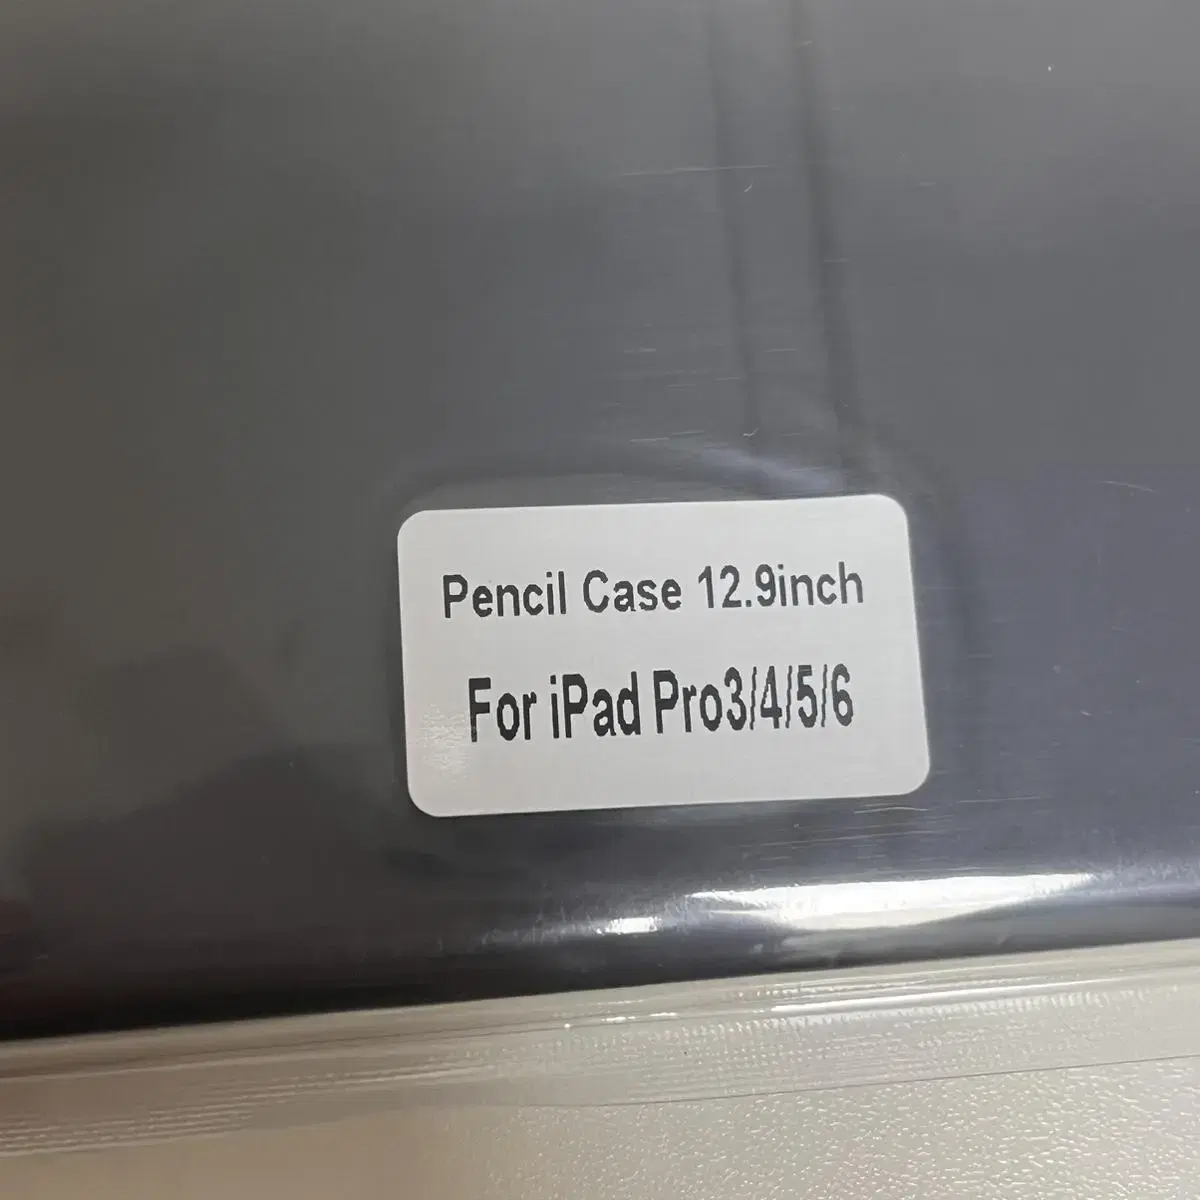 Pencil Case 12.9inch
For iPad Pro3/4/5/6